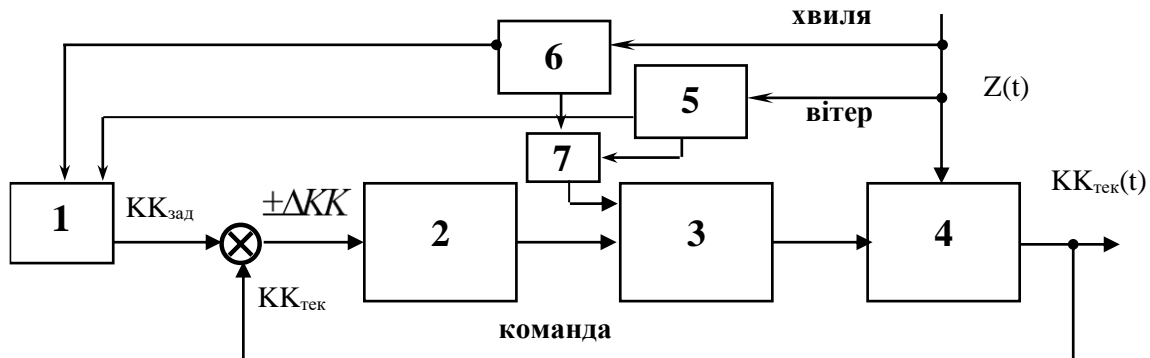 хвиля
6
Z(t)
5
вітер
7
KKтек(t)
1
KKзад
±ΔKK
2
3
4
KKтек
команда